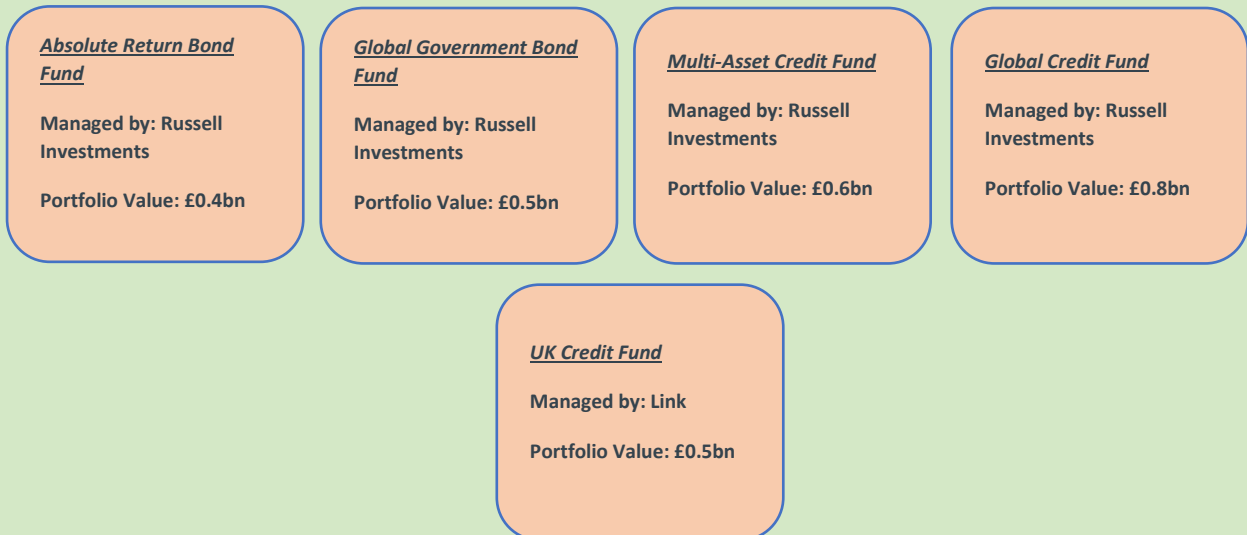 Absolute Return Bond
Fund
Managed by: Russell
Investments
Portfolio Value: £0.4bn
Global Government Bond
Fund
Managed by: Russell
Investments
Portfolio Value: £0.5bn
Multi-Asset Credit Fund
Managed by: Russell
Investments
Portfolio Value: £0.6bn
Global Credit Fund
Managed by: Russell
Investments
Portfolio Value: £0.8bn
UK Credit Fund
Managed by: Link
Portfolio Value: £0.5bn